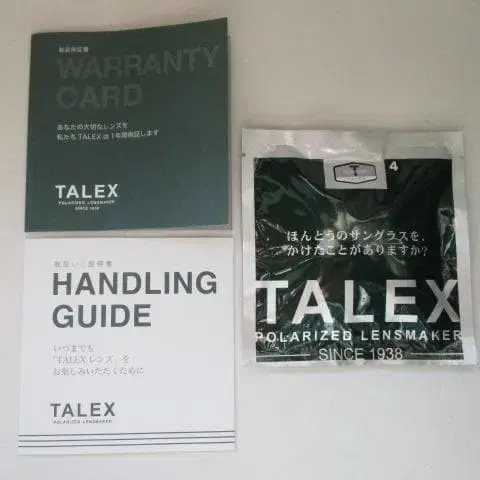 製品保証書
WARRANTY
CARD
あなたの大切なレンズを
私たち TALEX は 1年間保証します
TALEX
POLARIZED LENSMAKER
SINCE 1938
取扱いご説明書
HANDLING
GUIDE
いつまでも
「TALEXレンズ」を
お楽しみいただくために
TALEX
POLARIZED LENSMAKER
4
ほんとうのサングラスを、
かけたことがありますか?
TALEX
POLARIZED LENSMAKER
SINCE 1938